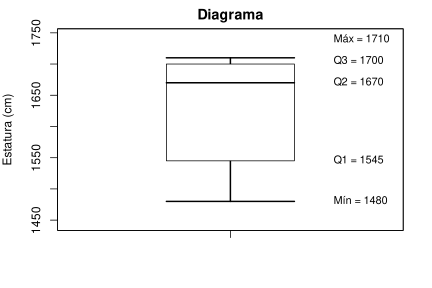 Diagrama
Estatura (cm)
1750
1650
1550
1450
Máx = 1710
Q3 = 1700
Q2 = 1670
Q1 = 1545
Mín = 1480